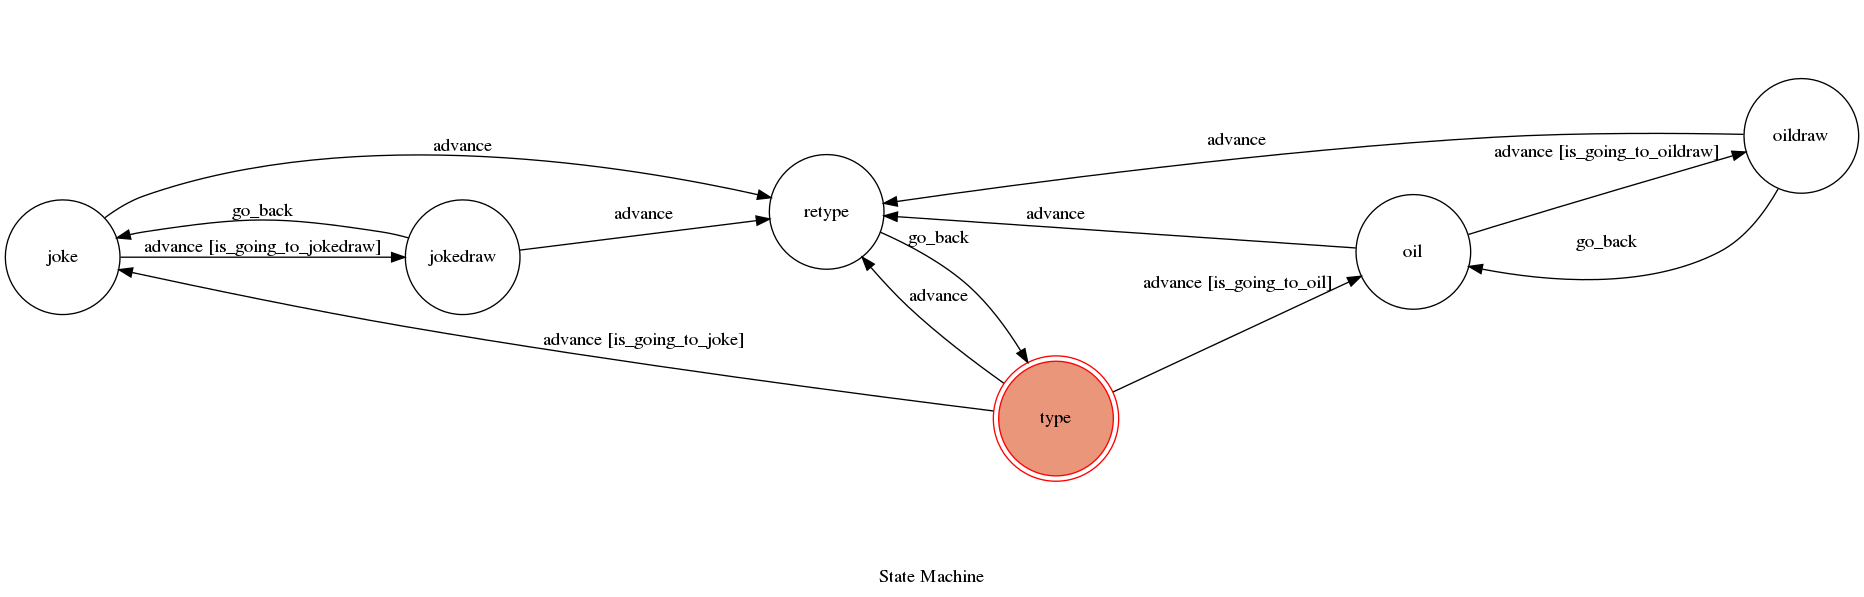 oildraw
advance
advance
advance [is_going_to_oildraw]
go_back
advance
retype
advance
go_back
go_back
advance [is_going_to_jokedraw]
joke
jokedraw
oil
advance [is_going_to_oil]
advance
advance [is_going_to_joke]
type
State Machine